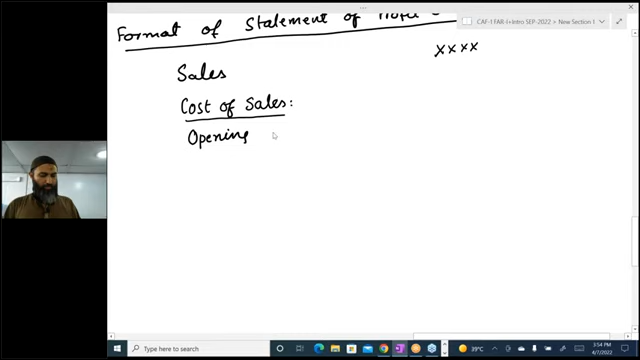 CAF-1 FAR-I+Intro SEP-2022 > New Section 1
Format of Statement of
xxxx
Sales
Cost of Sales:
Opening
Type here to search
39°C
3:54 PM
4/7/2022